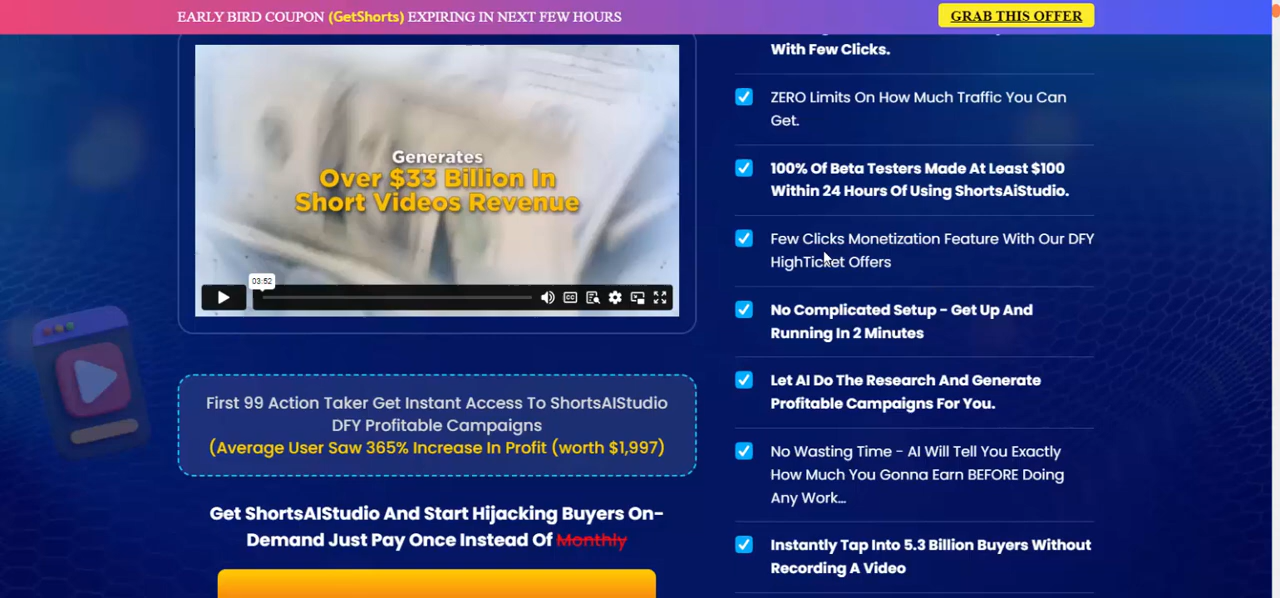 EARLY BIRD COUPON (GetShorts) EXPIRING IN NEXT FEW HOURS
GRAB THIS OFFER
Generates
Over $33 Billion In
Short Videos Revenue
03:52
CC
First 99 Action Taker Get Instant Access To ShortsAIStudio
DFY Profitable Campaigns
(Average User Saw 365% Increase In Profit (worth $1,997)
Get ShortsAIStudio And Start Hijacking Buyers On-
Demand Just Pay Once Instead Of Monthly
With Few Clicks.
ZERO Limits On How Much Traffic You Can
Get.
100% Of Beta Testers Made At Least $100
Within 24 Hours Of Using ShortsAiStudio.
Few Clicks Monetization Feature With Our DFY
HighTicket Offers
No Complicated Setup - Get Up And
Running In 2 Minutes
Let AI Do The Research And Generate
Profitable Campaigns For You.
No Wasting Time - AI Will Tell You Exactly
How Much You Gonna Earn BEFORE Doing
Any Work...
Instantly Tap Into 5.3 Billion Buyers Without
Recording A Video